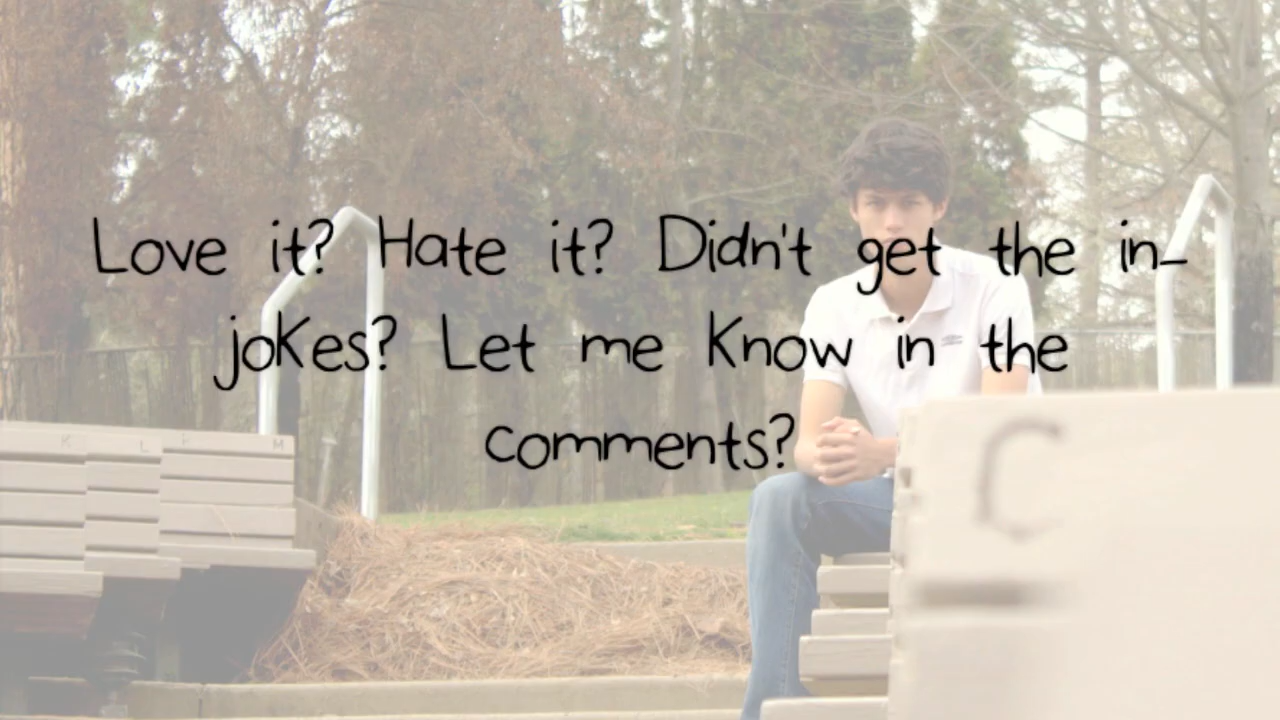 Love it? Hate it? Didn't get the in-
jokes? Let me know in the
comments?
K L M
C